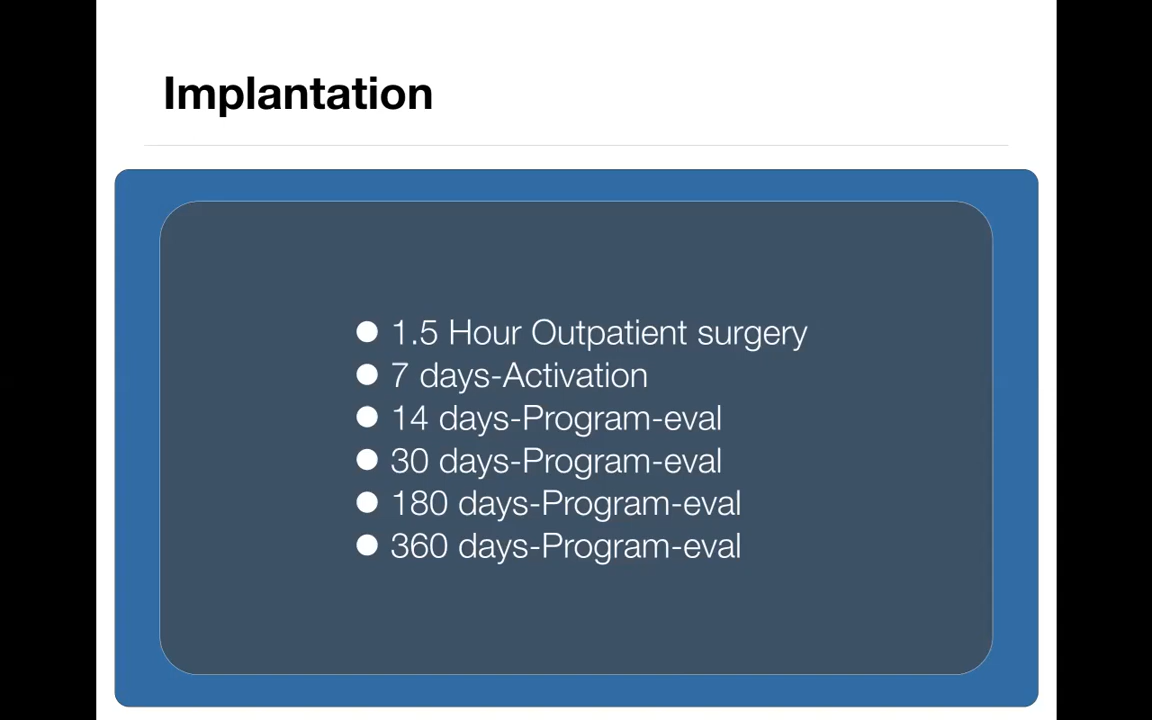 Implantation
● 1.5 Hour Outpatient surgery
● 7 days-Activation
● 14 days-Program-eval
● 30 days-Program-eval
● 180 days-Program-eval
● 360 days-Program-eval